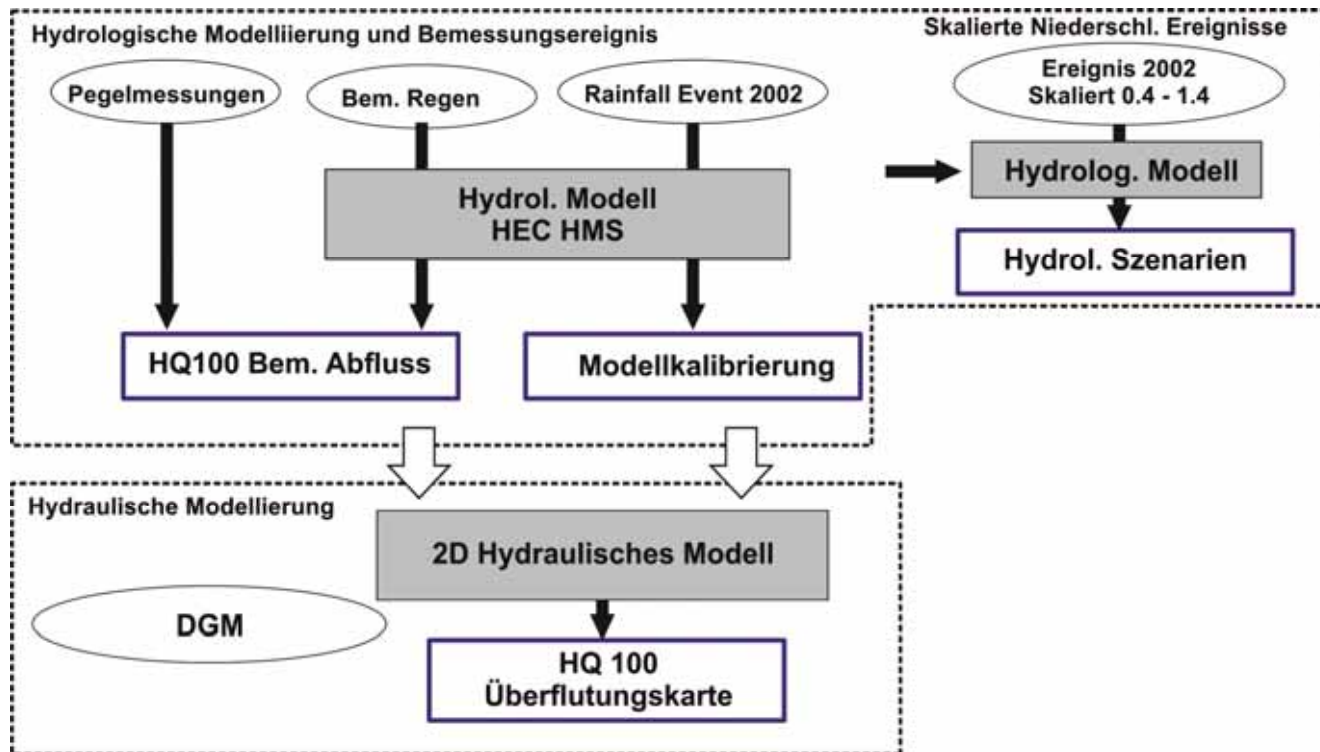 Hydrologische Modelliierung und Bemessungsereignis
Skalierte Niederschl. Ereignisse
Pegelmessungen
Bem. Regen
Rainfall Event 2002
Ereignis 2002
Skaliert 0.4 - 1.4
Hydrol. Modell
HEC HMS
Hydrolog. Modell
Hydrol. Szenarien
HQ100 Bem. Abfluss
Modellkalibrierung
Hydraulische Modellierung
2D Hydraulisches Modell
DGM
HQ 100
Überflutungskarte